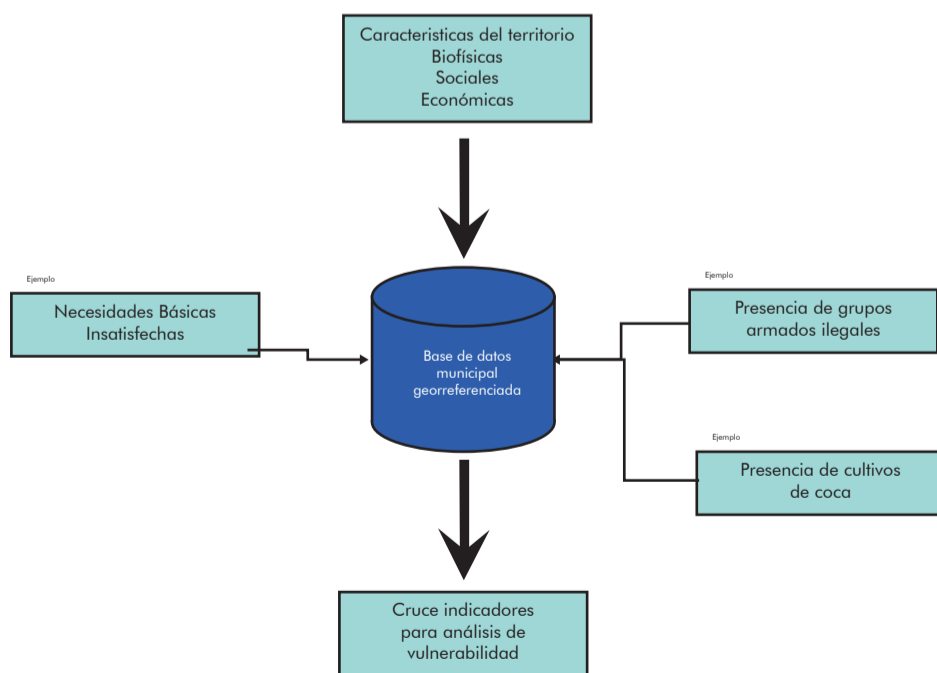 Caracteristicas del territorio
Biofísicas
Sociales
Económicas
Ejemplo
Necesidades Básicas
Insatisfechas
Base de datos
municipal
georreferenciada
Ejemplo
Presencia de grupos
armados ilegales
Ejemplo
Presencia de cultivos
de coca
Cruce indicadores
para análisis de
vulnerabilidad